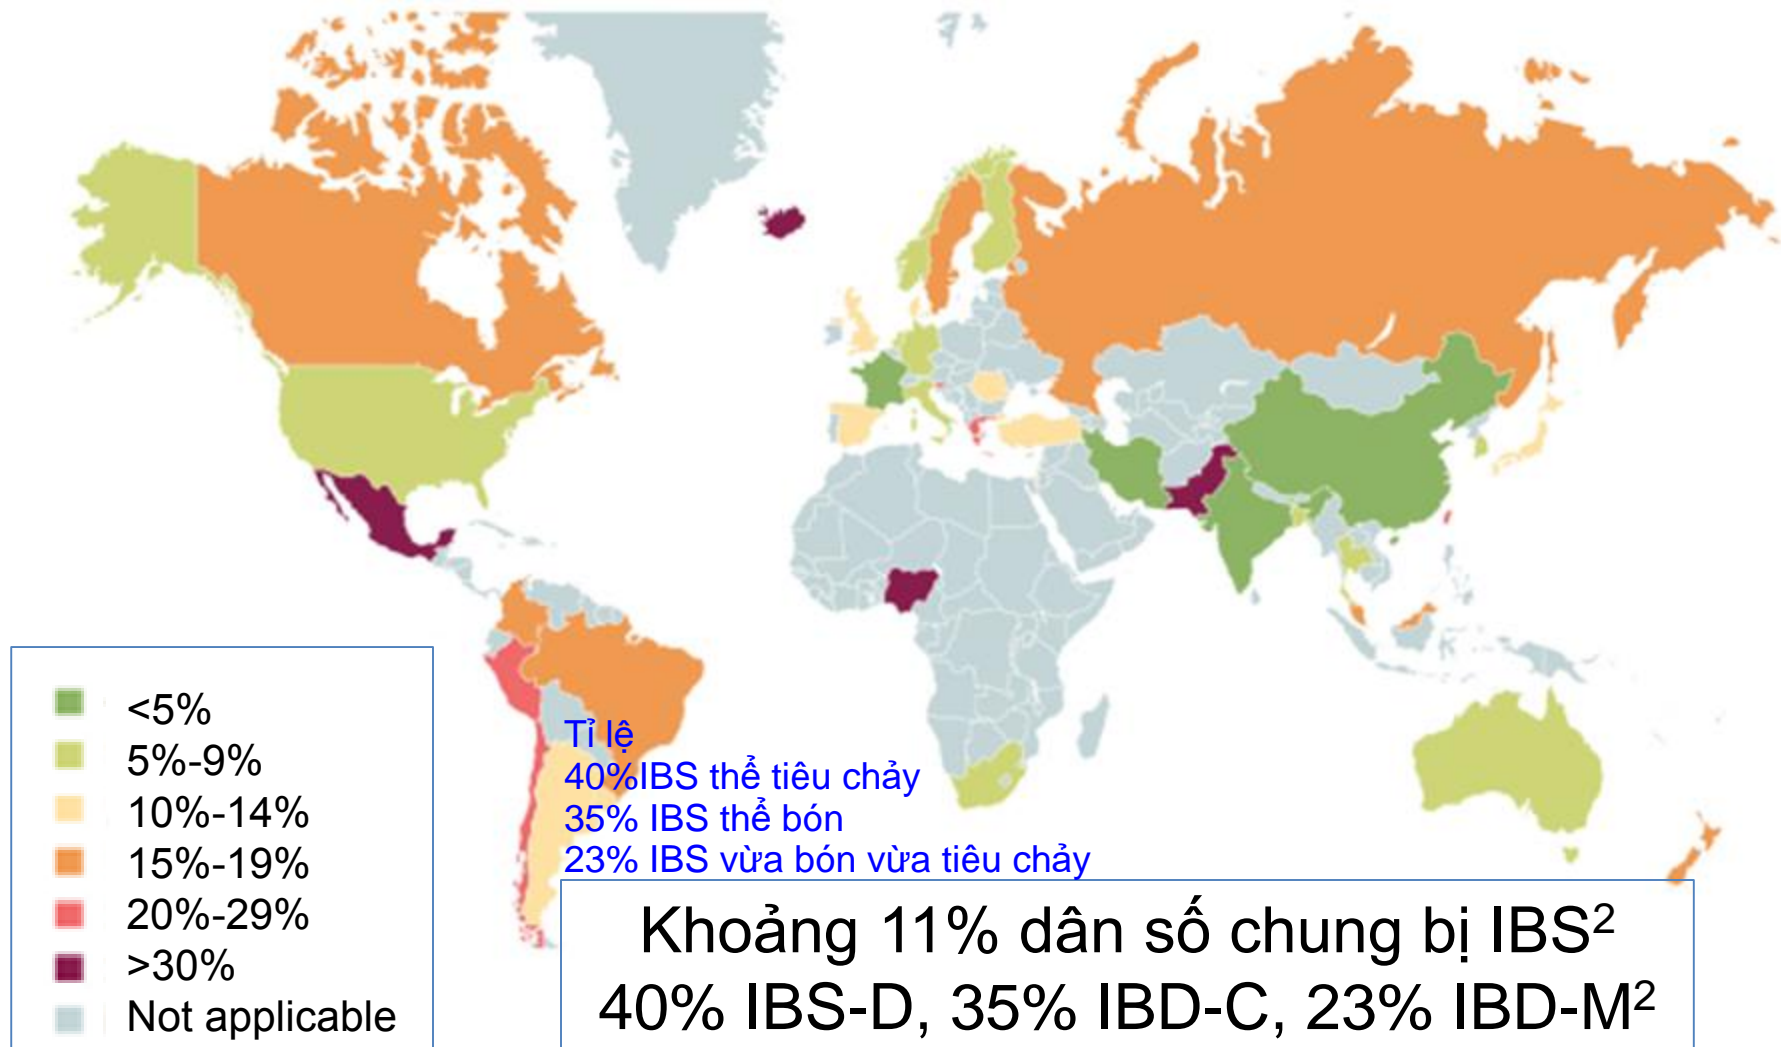 <5%
5%-9%
10%-14%
15%-19%
20%-29%
>30%
Not applicable
Tỉ lệ
40%IBS thể tiêu chảy
35% IBS thể bón
23% IBS vừa bón vừa tiêu chảy
Khoảng 11% dân số chung bị IBS²
40% IBS-D, 35% IBD-C, 23% IBD-M²